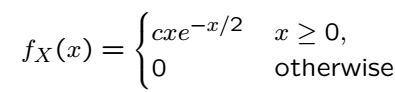 f_X(x) = { cxe^{-x/2}   x ≥ 0,
0   otherwise